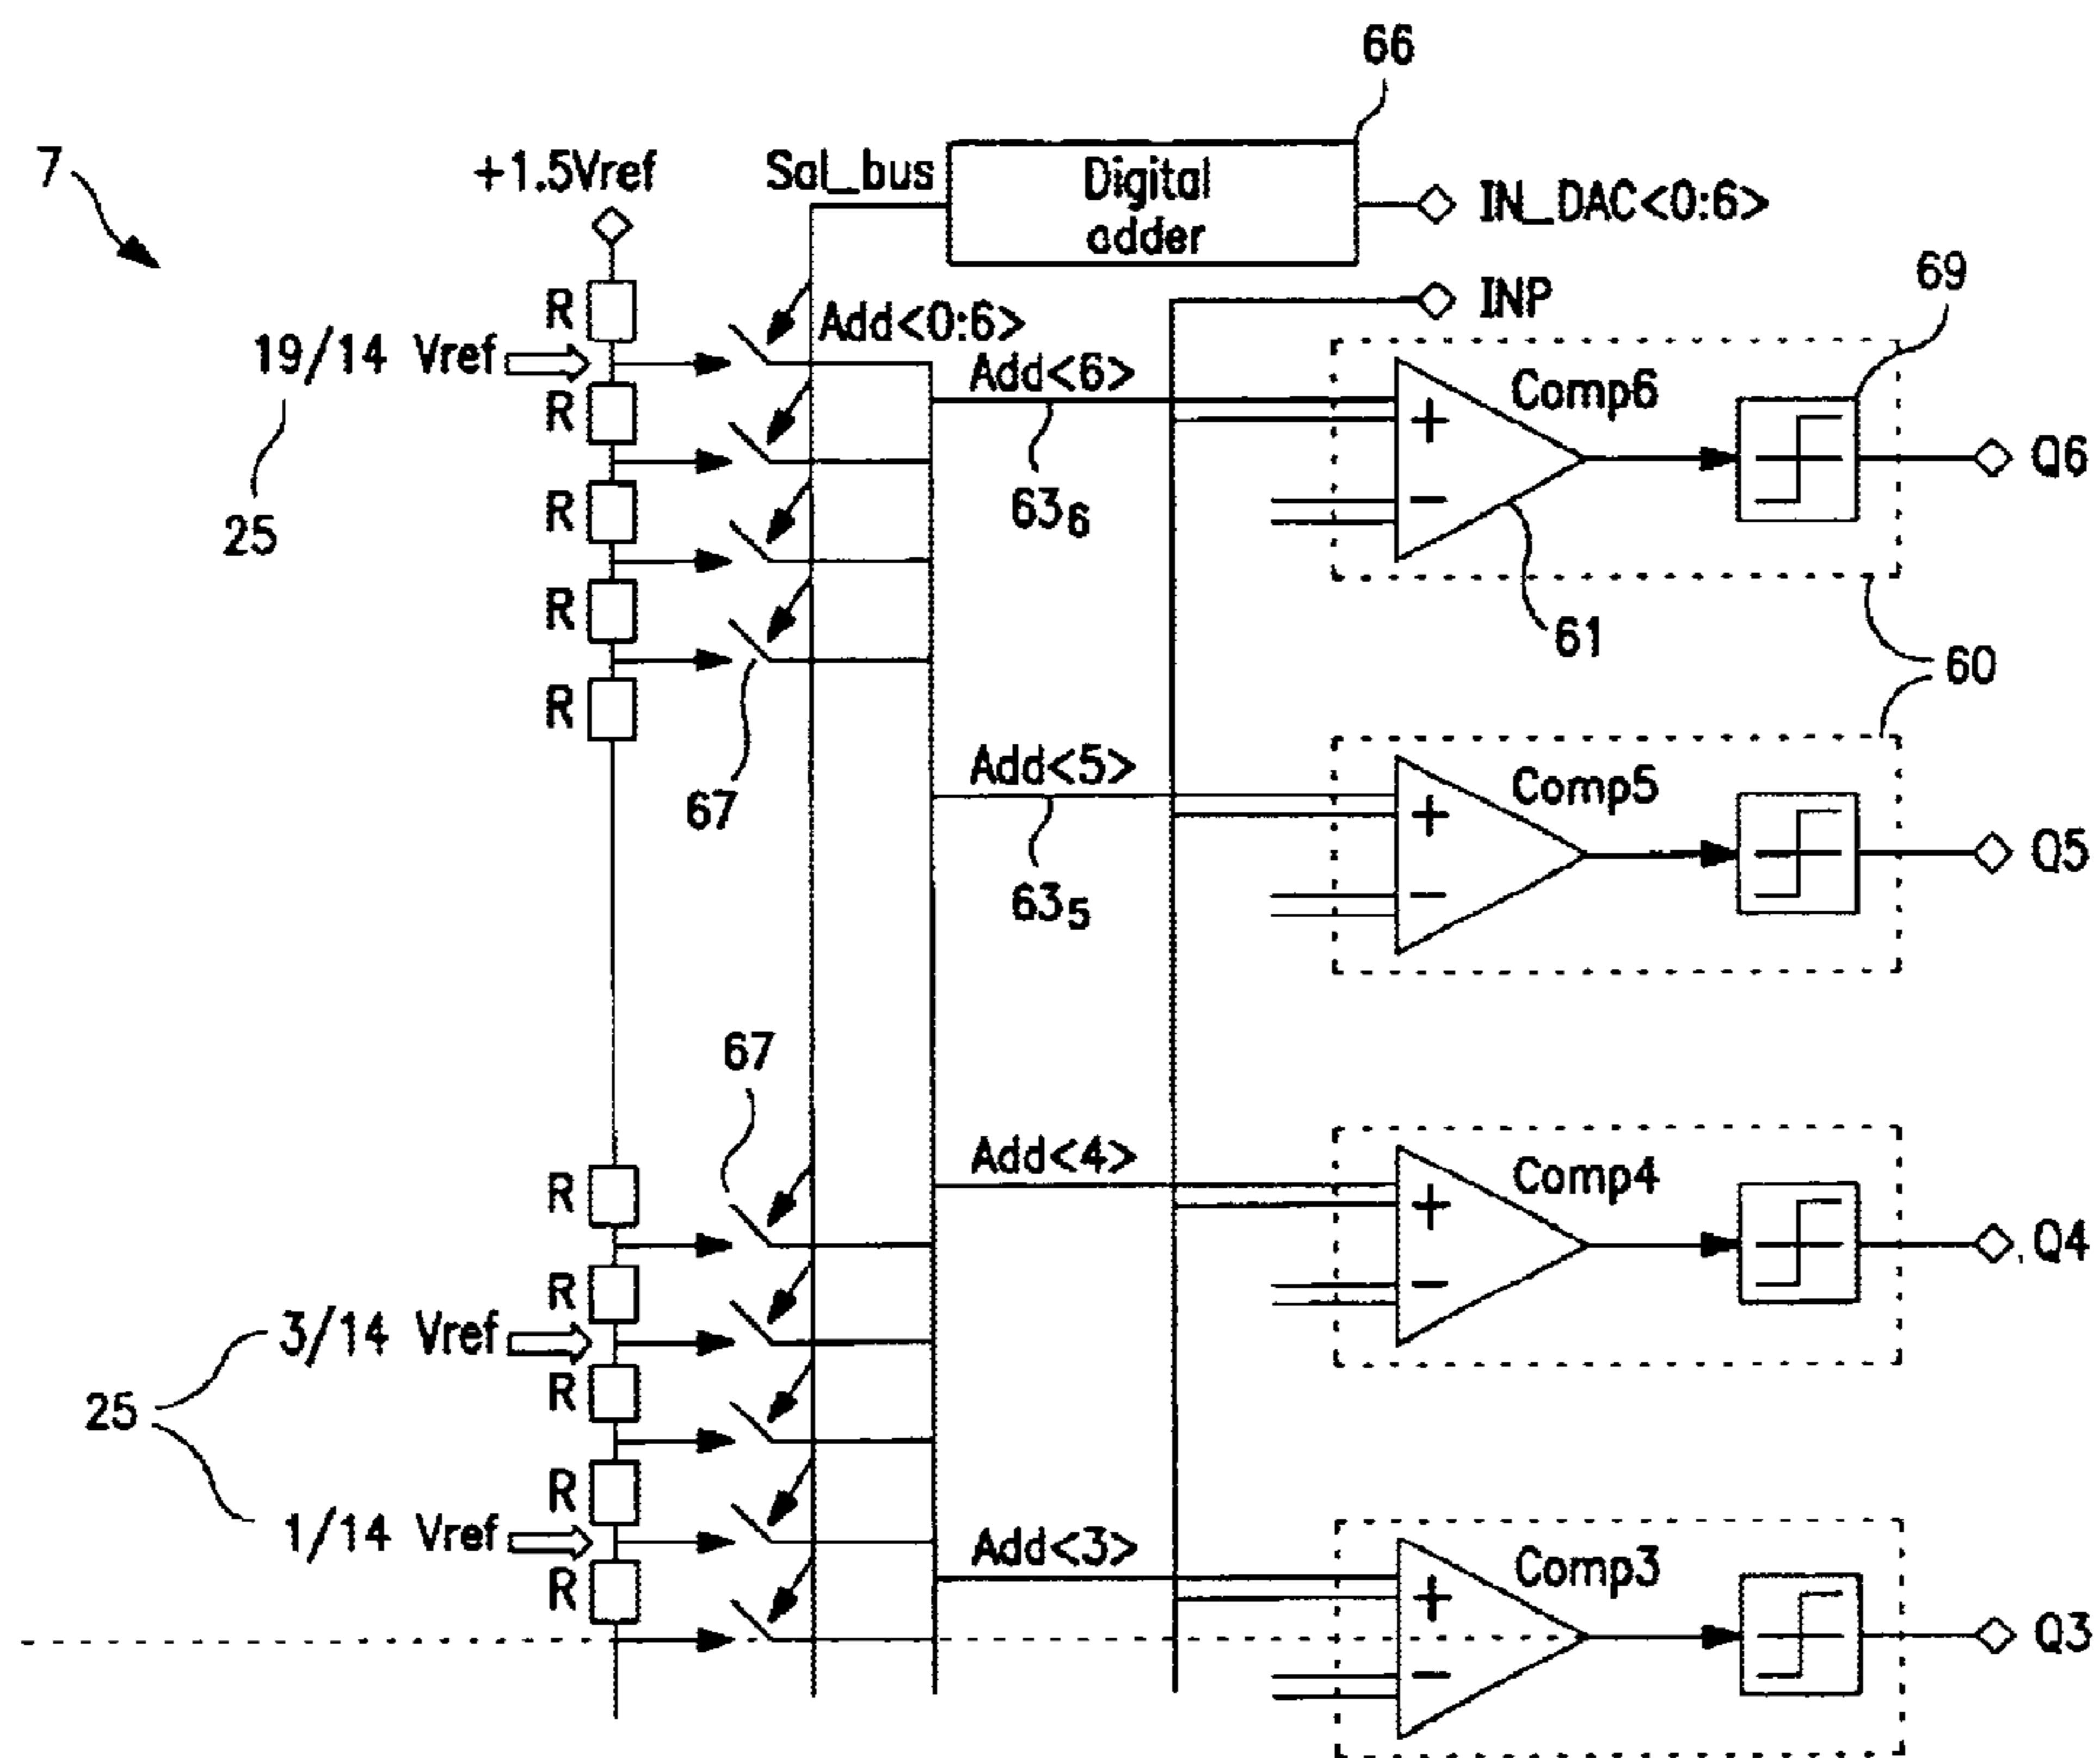 66
7
+1.5Vref
Sal_bus
Digital
adder
IN_DAC<0:6>
69
R
Add<0:6>
INP
19/14 Vref
Add<6>
Comp6
R
+
Q6
25
R
63₆
−
R
61
60
R
67
Add<5>
Comp5
+
Q5
63₅
−
67
Add<4>
Comp4
R
+
Q4
R
−
3/14 Vref
25
R
R
1/14 Vref
Add<3>
Comp3
R
+
Q3
−